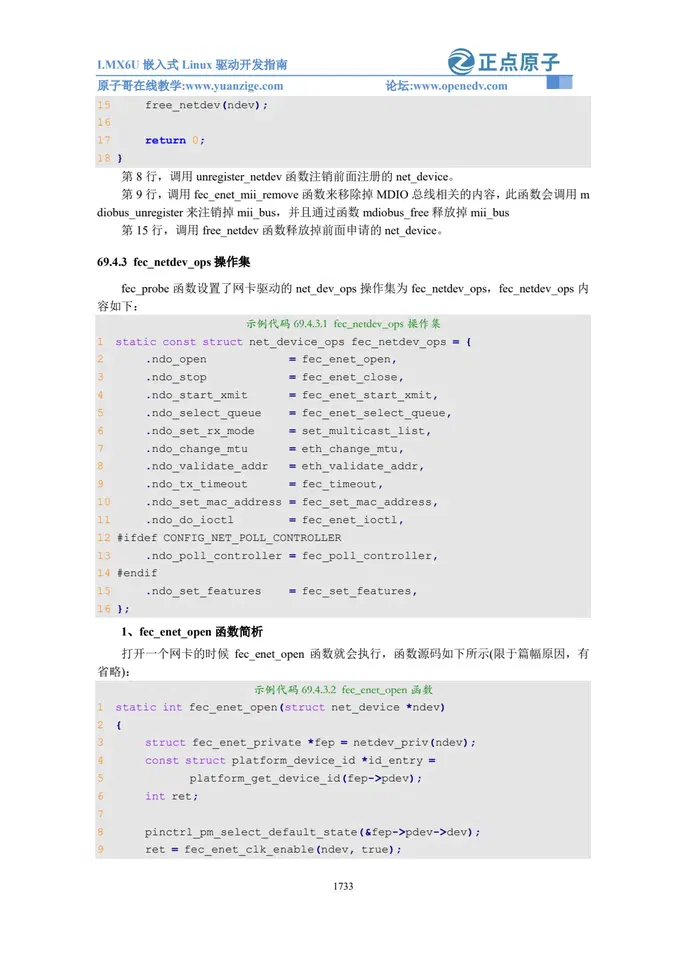 I.MX6U 嵌入式 Linux 驱动开发指南
正点原子
原子哥在线教学:www.yuanzige.com 论坛:www.openedv.com
15 free_netdev(ndev);
16
17 return 0;
18 }
第 8 行，调用 unregister_netdev 函数注销前面注册的 net_device。
第 9 行，调用 fec_enet_mii_remove 函数来移除掉 MDIO 总线相关的内容，此函数会调用 m
diobus_unregister 来注销掉 mii_bus，并且通过函数 mdiobus_free 释放掉 mii_bus
第 15 行，调用 free_netdev 函数释放掉前面申请的 net_device。
69.4.3 fec_netdev_ops 操作集
fec_probe 函数设置了网卡驱动的 net_dev_ops 操作集为 fec_netdev_ops，fec_netdev_ops 内
容如下：
示例代码 69.4.3.1 fec_netdev_ops 操作集
1 static const struct net_device_ops fec_netdev_ops = {
2 .ndo_open = fec_enet_open,
3 .ndo_stop = fec_enet_close,
4 .ndo_start_xmit = fec_enet_start_xmit,
5 .ndo_select_queue = fec_enet_select_queue,
6 .ndo_set_rx_mode = set_multicast_list,
7 .ndo_change_mtu = eth_change_mtu,
8 .ndo_validate_addr = eth_validate_addr,
9 .ndo_tx_timeout = fec_timeout,
10 .ndo_set_mac_address = fec_set_mac_address,
11 .ndo_do_ioctl = fec_enet_ioctl,
12 #ifdef CONFIG_NET_POLL_CONTROLLER
13 .ndo_poll_controller = fec_poll_controller,
14 #endif
15 .ndo_set_features = fec_set_features,
16 };
1、fec_enet_open 函数简析
打开一个网卡的时候 fec_enet_open 函数就会执行，函数源码如下所示(限于篇幅原因，有
省略)：
示例代码 69.4.3.2 fec_enet_open 函数
1 static int fec_enet_open(struct net_device *ndev)
2 {
3 struct fec_enet_private *fep = netdev_priv(ndev);
4 const struct platform_device_id *id_entry =
5 platform_get_device_id(fep->pdev);
6 int ret;
7
8 pinctrl_pm_select_default_state(&fep->pdev->dev);
9 ret = fec_enet_clk_enable(ndev, true);
1733